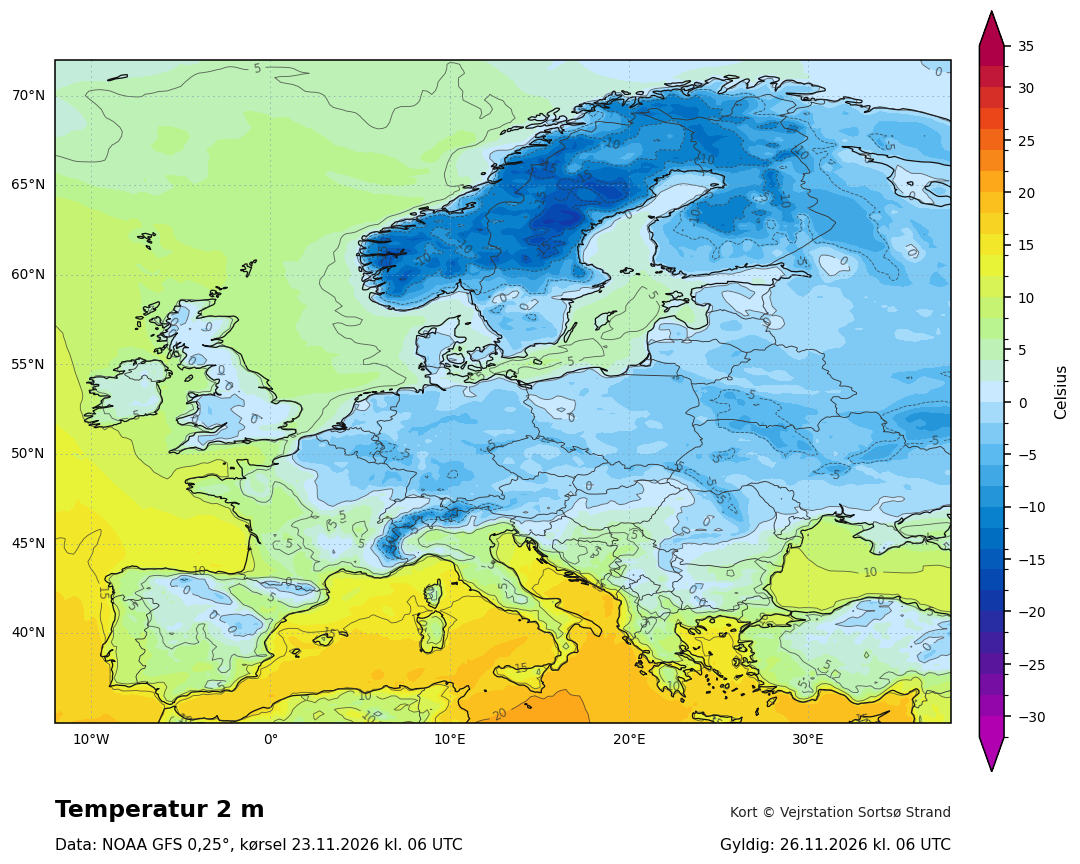 35
30
25
20
15
10
5
0
−5
−10
−15
−20
−25
−30
Celsius
70°N
65°N
60°N
55°N
50°N
45°N
40°N
10°W
0°
10°E
20°E
30°E
Temperatur 2 m
Kort © Vejrstation Sortsø Strand
Data: NOAA GFS 0,25°, kørsel 23.11.2026 kl. 06 UTC
Gyldig: 26.11.2026 kl. 06 UTC